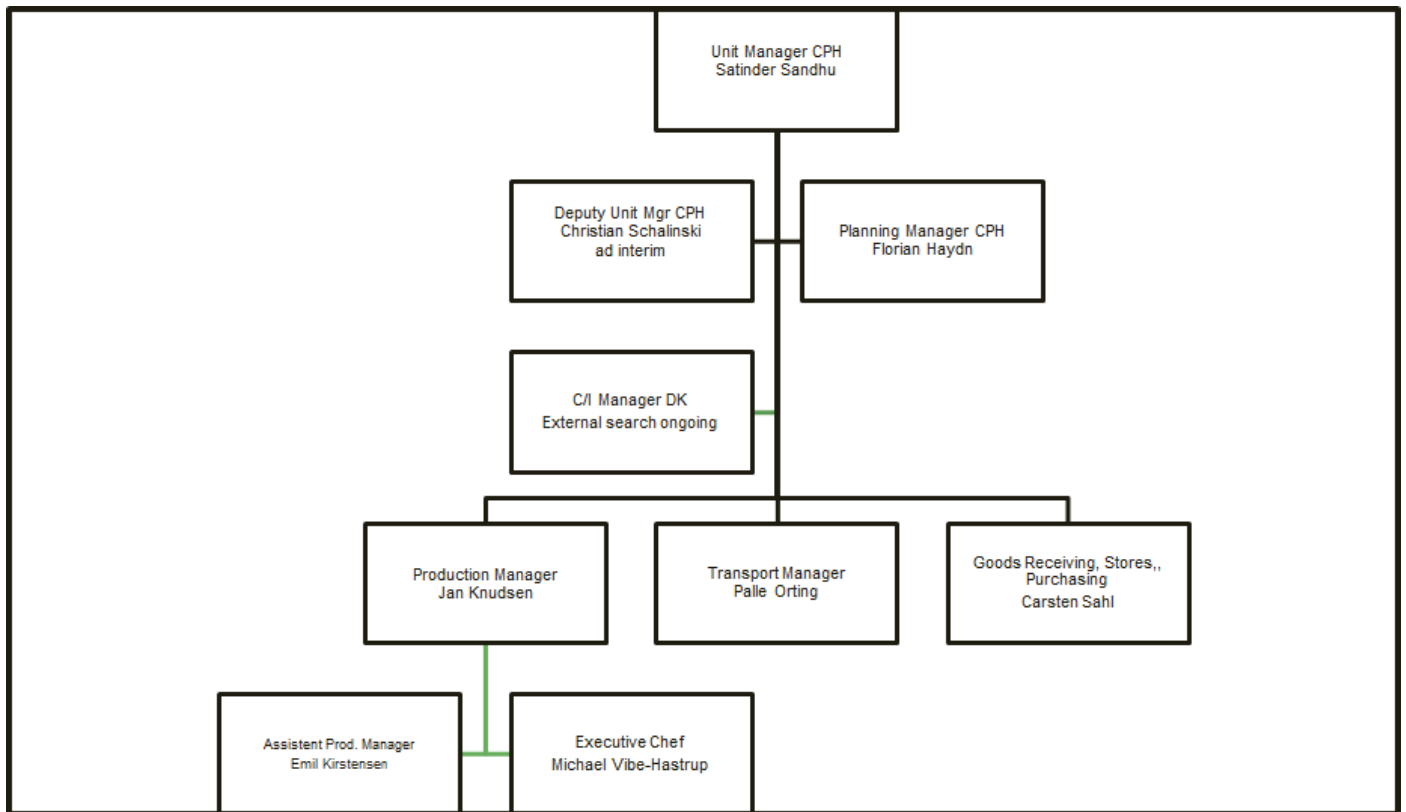 Unit Manager CPH
Satinder Sandhu
Deputy Unit Mgr CPH
Christian Schalinski
ad interim
Planning Manager CPH
Florian Haydn
C/I Manager DK
External search ongoing
Production Manager
Jan Knudsen
Transport Manager
Palle Orting
Goods Receiving, Stores,,
Purchasing
Carsten Sahl
Assistent Prod. Manager
Emil Kirstensen
Executive Chef
Michael Vibe-Hastrup